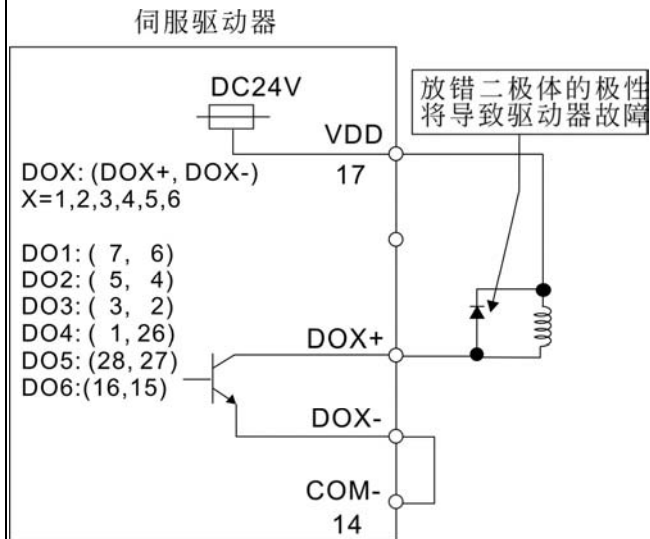 伺服驱动器
DC24V
VDD
17
放错二极体的极性
将导致驱动器故障
DOX: (DOX+, DOX-)
X=1,2,3,4,5,6
DO1: ( 7, 6)
DO2: ( 5, 4)
DO3: ( 3, 2)
DO4: ( 1,26)
DO5: (28, 27)
DO6:(16,15)
DOX+
DOX-
COM-
14